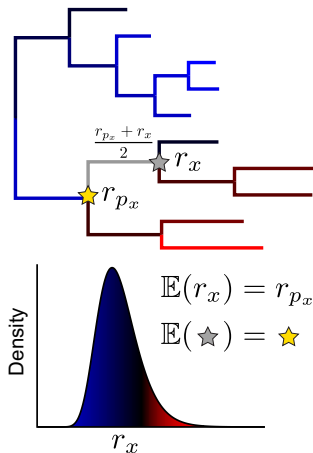 (r_{p_x} + r_x)/2
r_x
r_{p_x}
𝔼(r_x) = r_{p_x}
𝔼(★) = ★
Density
r_x